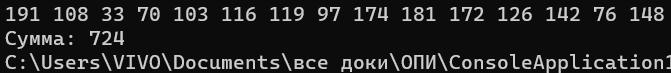 191 108 33 70 103 116 119 97 174 181 172 126 142 76 148
Сумма: 724
C:\Users\VIVO\Documents\все доки\ОПИ\ConsoleApplication